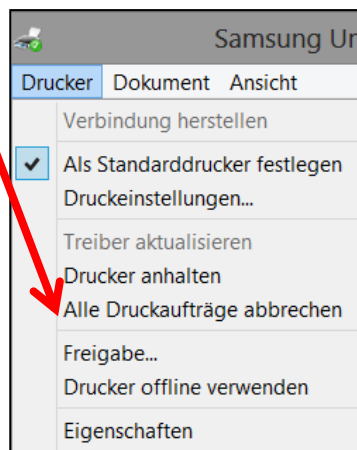 Samsung Un
Drucker Dokument Ansicht
Verbindung herstellen
Als Standarddrucker festlegen
Druckeinstellungen...
Treiber aktualisieren
Drucker anhalten
Alle Druckaufträge abbrechen
Freigabe...
Drucker offline verwenden
Eigenschaften